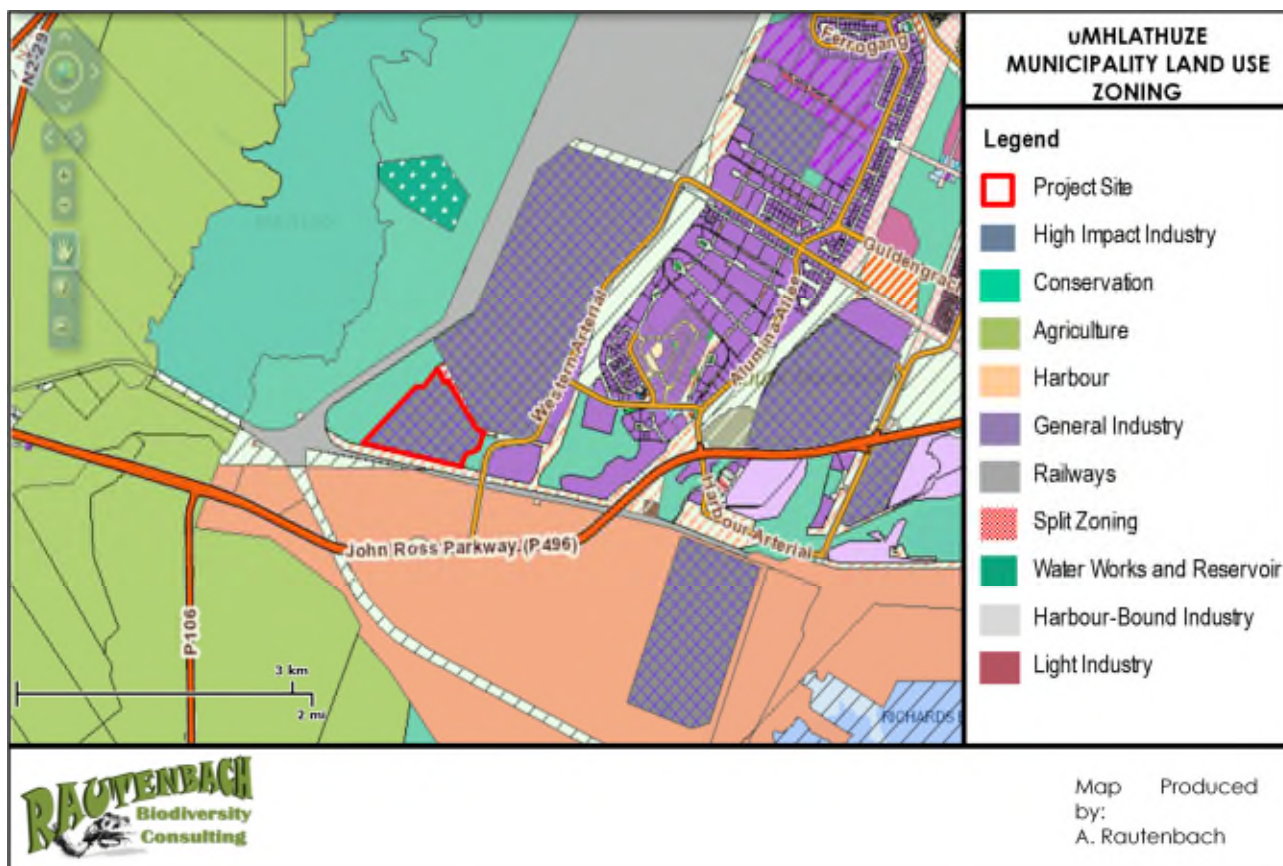 N2-29
Ferrogang
Guldengracht
Western Arterial
Alumina Allee
Harbour Arterial
John Ross Parkway (P496)
P106
3 km
2 mi
RICHARDS B
uMHLATHUZE
MUNICIPALITY LAND USE
ZONING
Legend
Project Site
High Impact Industry
Conservation
Agriculture
Harbour
General Industry
Railways
Split Zoning
Water Works and Reservoir
Harbour-Bound Industry
Light Industry
RAUTENBACH
Biodiversity
Consulting
Map Produced
by:
A. Rautenbach